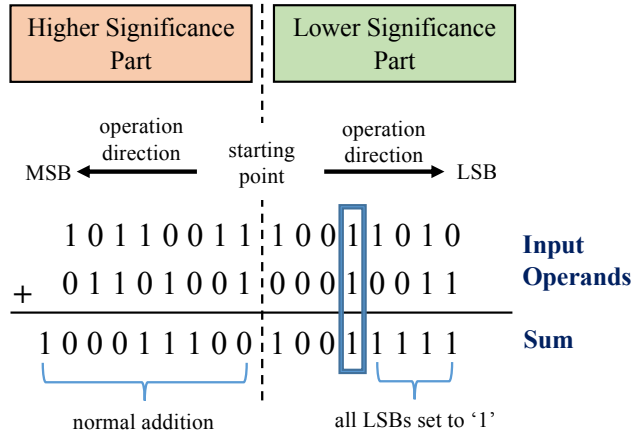 Higher Significance
Part
Lower Significance
Part
operation
direction
starting
point
operation
direction
MSB
LSB
1 0 1 1 0 0 1 1 1 0 0 1 1 0 1 0
Input
Operands
+ 0 1 1 0 1 0 0 1 0 0 0 1 0 0 1 1
1 0 0 0 1 1 1 0 0 1 0 0 1 1 1 1 1
Sum
normal addition
all LSBs set to ‘1’